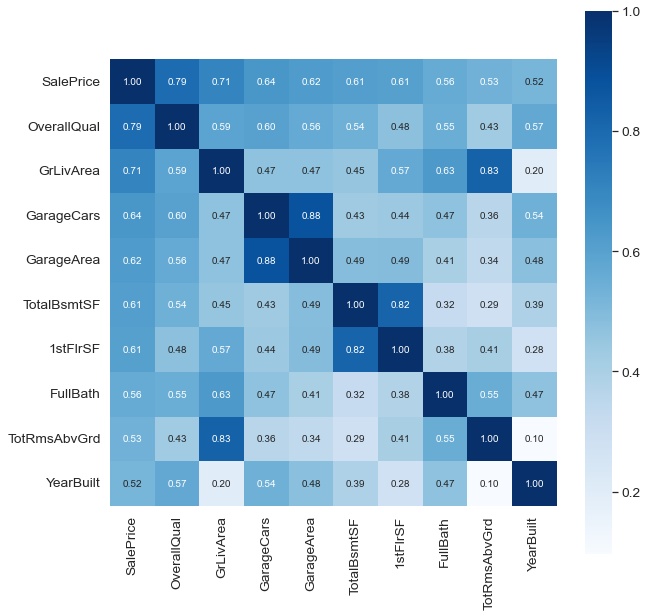 1.0
SalePrice 1.00 0.79 0.71 0.64 0.62 0.61 0.61 0.56 0.53 0.52
OverallQual 0.79 1.00 0.59 0.60 0.56 0.54 0.48 0.55 0.43 0.57
0.8
GrLivArea 0.71 0.59 1.00 0.47 0.47 0.45 0.57 0.63 0.83 0.20
GarageCars 0.64 0.60 0.47 1.00 0.88 0.43 0.44 0.47 0.36 0.54
0.6
GarageArea 0.62 0.56 0.47 0.88 1.00 0.49 0.49 0.41 0.34 0.48
TotalBsmtSF 0.61 0.54 0.45 0.43 0.49 1.00 0.82 0.32 0.29 0.39
1stFlrSF 0.61 0.48 0.57 0.44 0.49 0.82 1.00 0.38 0.41 0.28
0.4
FullBath 0.56 0.55 0.63 0.47 0.41 0.32 0.38 1.00 0.55 0.47
TotRmsAbvGrd 0.53 0.43 0.83 0.36 0.34 0.29 0.41 0.55 1.00 0.10
YearBuilt 0.52 0.57 0.20 0.54 0.48 0.39 0.28 0.47 0.10 1.00
0.2
SalePrice
OverallQual
GrLivArea
GarageCars
GarageArea
TotalBsmtSF
1stFlrSF
FullBath
TotRmsAbvGrd
YearBuilt